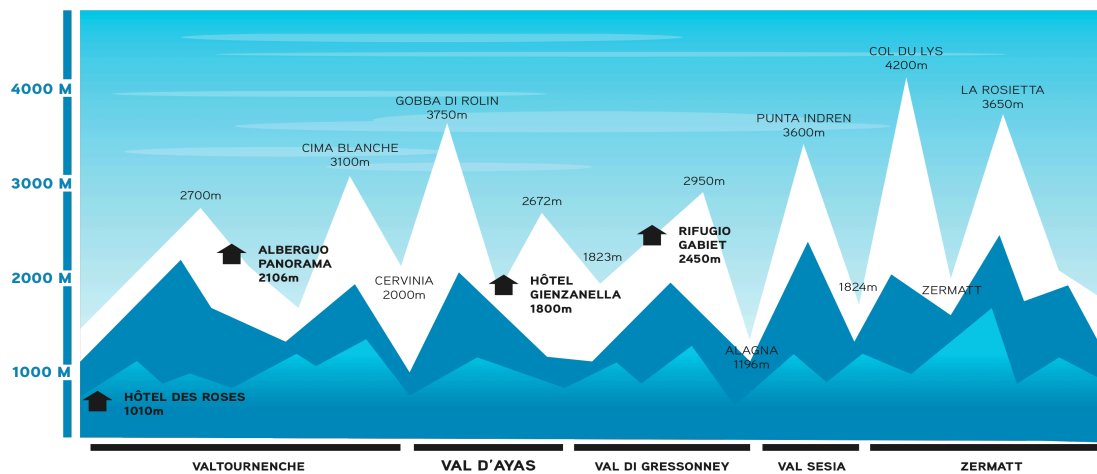 4000 M
3000 M
2000 M
1000 M
2700m
ALBERGUO
PANORAMA
2106m
CIMA BLANCHE
3100m
CERVINIA
2000m
GOBBA DI ROLIN
3750m
2672m
HÔTEL
GIENZANELLA
1800m
1823m
RIFUGIO
GABIET
2450m
2950m
ALAGNA
1196m
PUNTA INDREN
3600m
1824m
COL DU LYS
4200m
ZERMATT
LA ROSIETTA
3650m
HÔTEL DES ROSES
1010m
VALTOURNENCHE
VAL D'AYAS
VAL DI GRESSONEY
VAL SESIA
ZERMATT